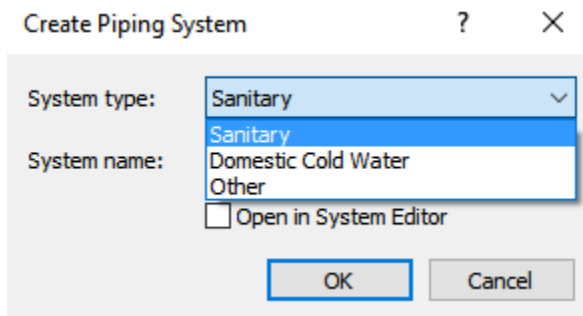 Create Piping System ?
System type: Sanitary
Sanitary
System name: Domestic Cold Water
Other
Open in System Editor
OK Cancel